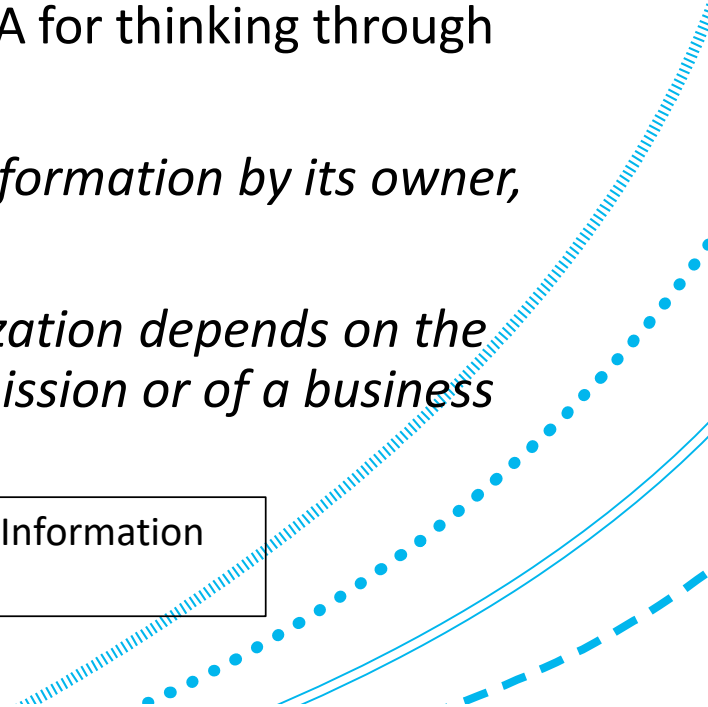 A for thinking through
formation by its owner,
zation depends on the
ission or of a business
Information